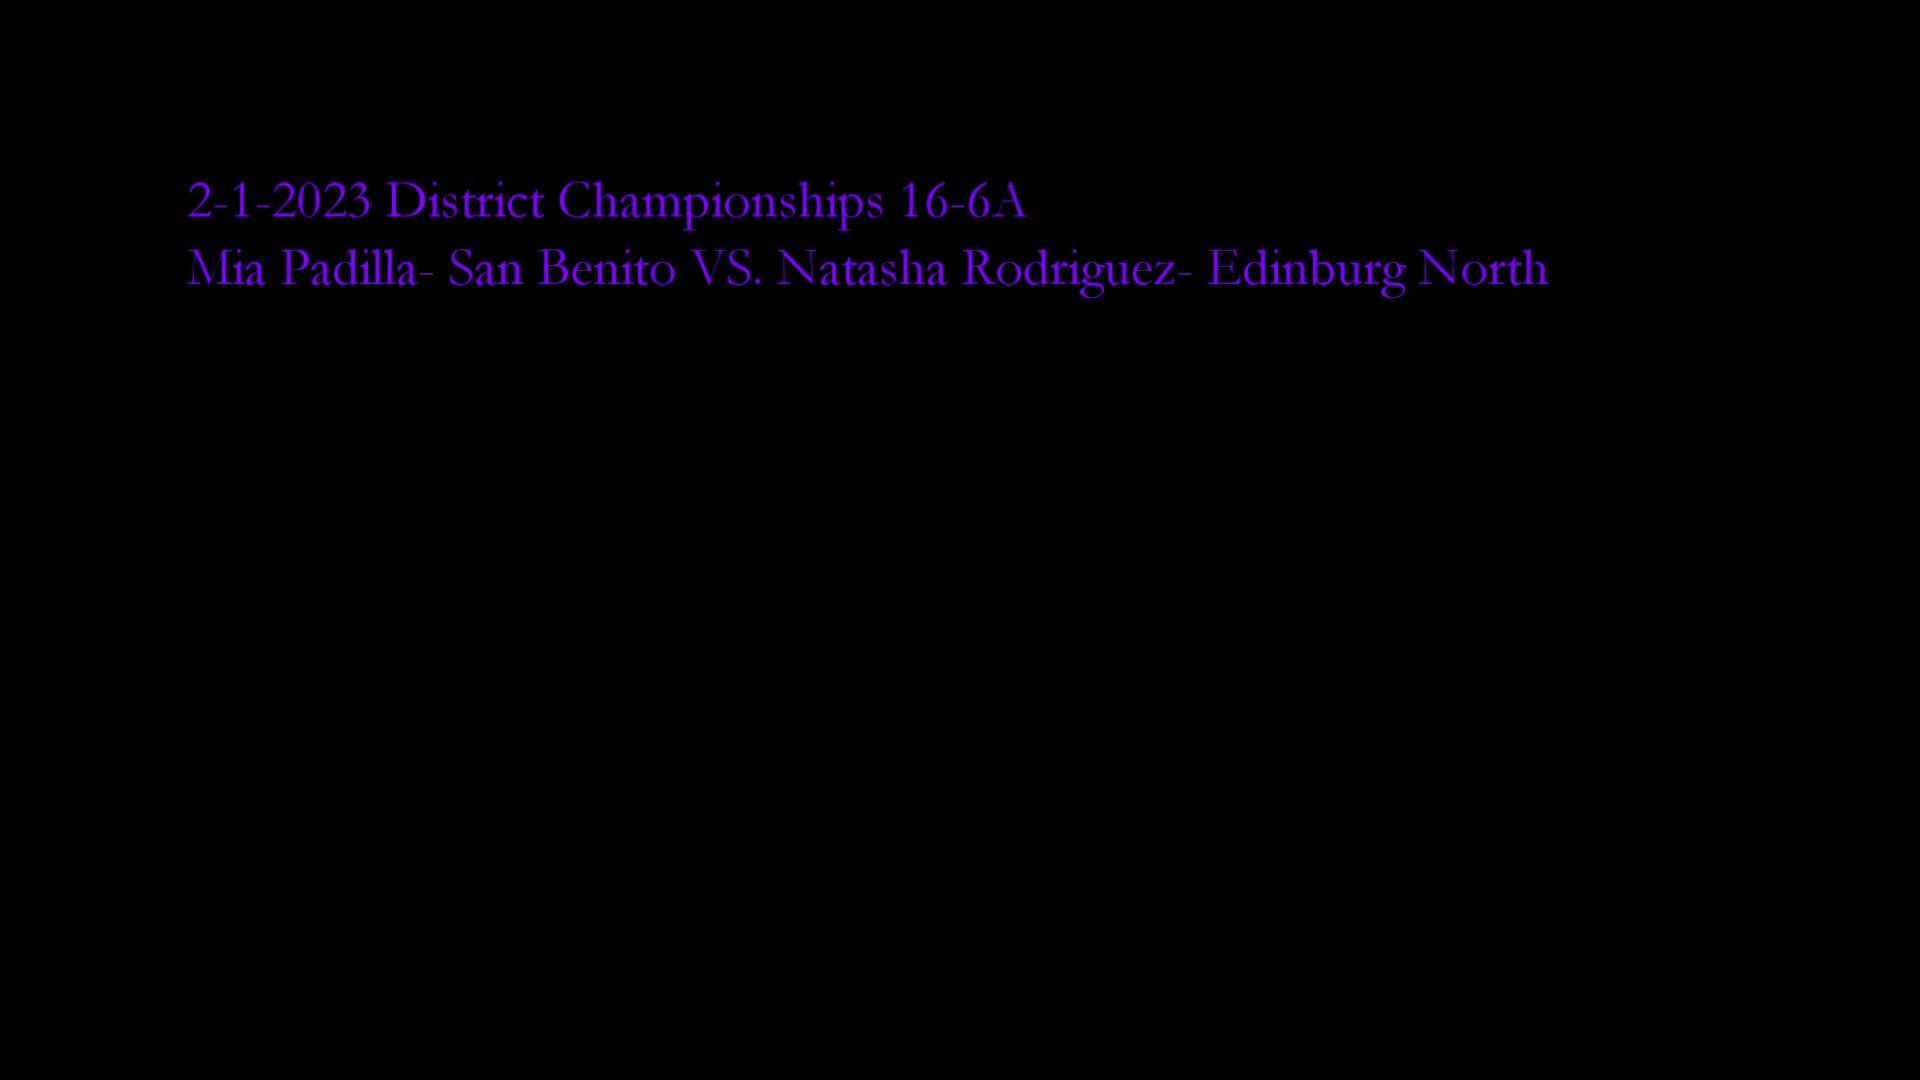 2-1-2023 District Championships 16-6A
Mia Padilla- San Benito VS. Natasha Rodriguez- Edinburg North